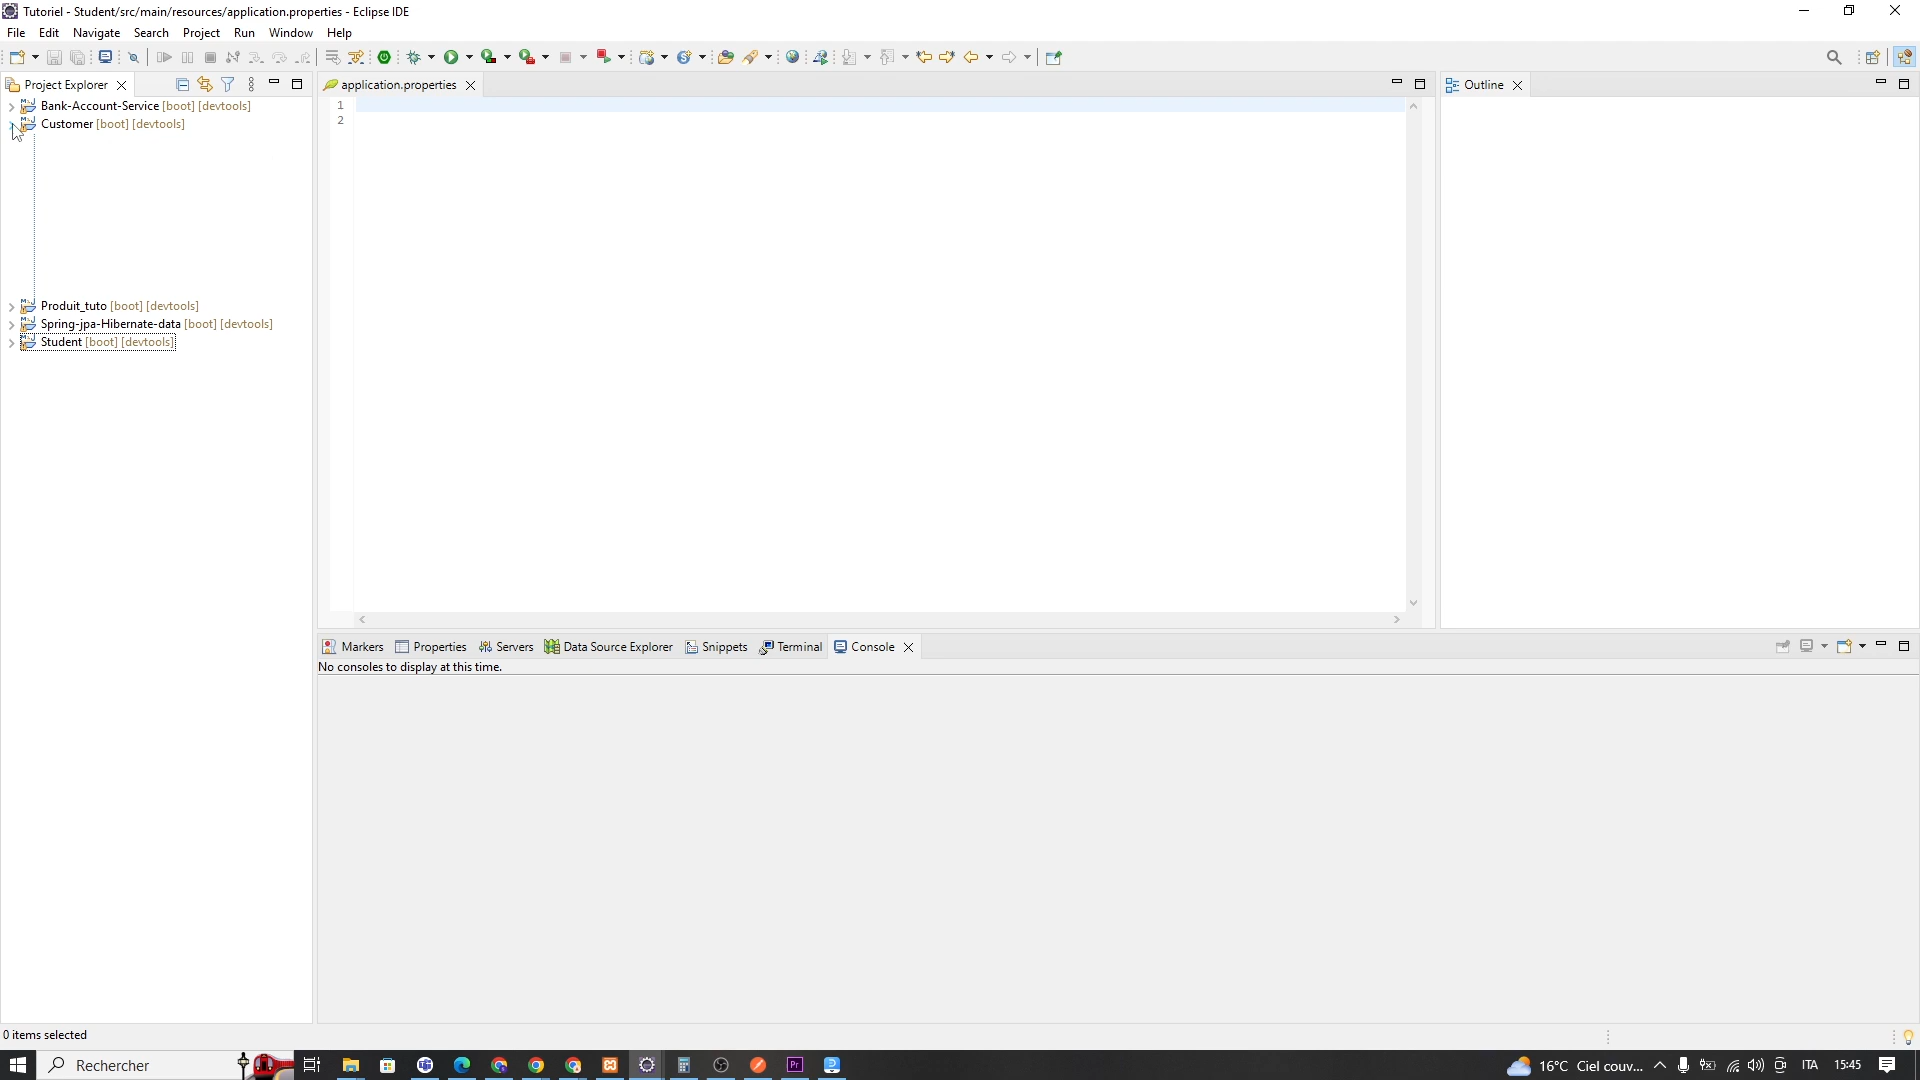 Tutoriel - Student/src/main/resources/application.properties - Eclipse IDE
File Edit Navigate Search Project Run Window Help
Project Explorer
application.properties
Outline
Bank-Account-Service [boot] [devtools]
Customer [boot] [devtools]
Produit_tuto [boot] [devtools]
Spring-jpa-Hibernate-data [boot] [devtools]
Student [boot] [devtools]
1
2
Markers Properties Servers Data Source Explorer Snippets Terminal Console
No consoles to display at this time.
0 items selected
Rechercher
16°C Ciel couv... ITA 15:45